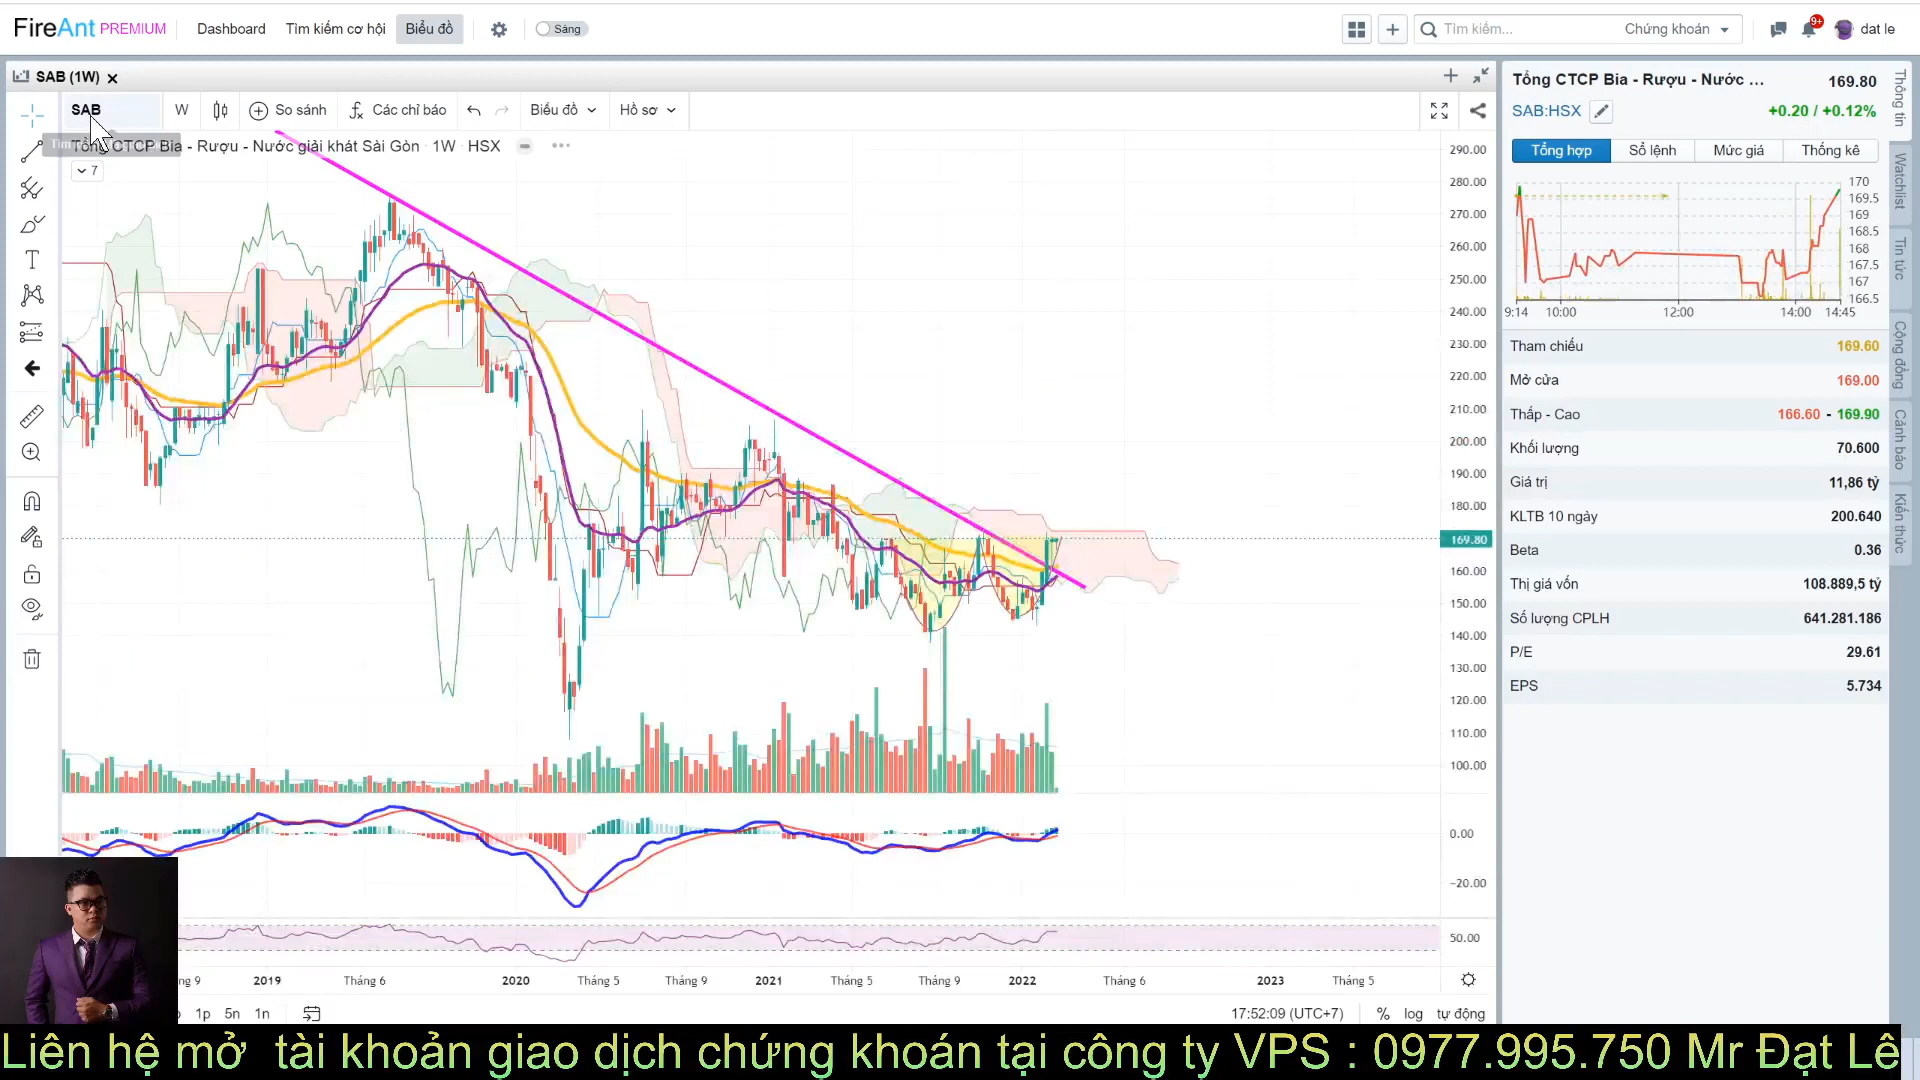 FireAnt PREMIUM
Dashboard
Tìm kiếm cơ hội
Biểu đồ
Sáng
Tìm kiếm...
Chứng khoán
9+
dat le
SAB (1W)
SAB
W
So sánh
Các chỉ báo
Biểu đồ
Hồ sơ
Tổng CTCP Bia - Rượu - Nước giải khát Sài Gòn · 1W · HSX
7
290.00
280.00
270.00
260.00
250.00
240.00
230.00
220.00
210.00
200.00
190.00
180.00
169.80
160.00
150.00
140.00
130.00
120.00
110.00
100.00
0.00
−20.00
50.00
ng 9
2019
Tháng 6
2020
Tháng 5
Tháng 9
2021
Tháng 5
Tháng 9
2022
Tháng 6
2023
Tháng 5
1p
5n
1n
17:52:09 (UTC+7)
%
log
tự động
Tổng CTCP Bia - Rượu - Nước ...
169.80
SAB:HSX
+0.20 / +0.12%
Tổng hợp
Sổ lệnh
Mức giá
Thống kê
170
169.5
169
168.5
168
167.5
167
166.5
9:14
10:00
12:00
14:00
14:45
Tham chiếu 169.60
Mở cửa 169.00
Thấp - Cao 166.60 - 169.90
Khối lượng 70.600
Giá trị 11,86 tỷ
KLTB 10 ngày 200.640
Beta 0.36
Thị giá vốn 108.889,5 tỷ
Số lượng CPLH 641.281.186
P/E 29.61
EPS 5.734
Thông tin
Watchlist
Tin tức
Cộng đồng
Cảnh báo
Kiến thức
Liên hệ mở tài khoản giao dịch chứng khoán tại công ty VPS : 0977.995.750 Mr Đạt Lê